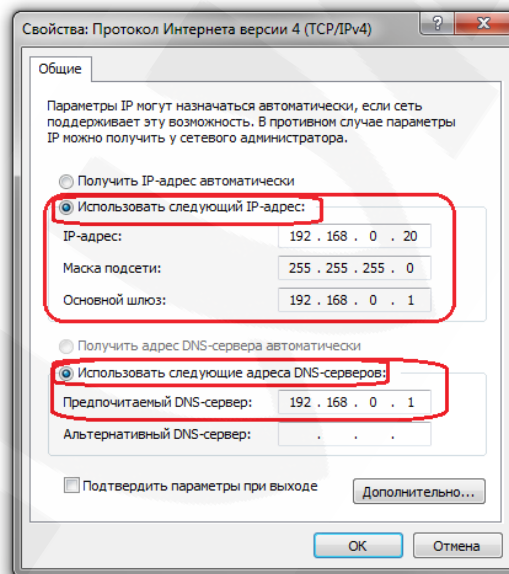 Свойства: Протокол Интернета версии 4 (TCP/IPv4)
Общие
Параметры IP могут назначаться автоматически, если сеть
поддерживает эту возможность. В противном случае параметры
IP можно получить у сетевого администратора.
Получить IP-адрес автоматически
Использовать следующий IP-адрес:
IP-адрес: 192 . 168 . 0 . 20
Маска подсети: 255 . 255 . 255 . 0
Основной шлюз: 192 . 168 . 0 . 1
Получить адрес DNS-сервера автоматически
Использовать следующие адреса DNS-серверов:
Предпочитаемый DNS-сервер: 192 . 168 . 0 . 1
Альтернативный DNS-сервер: . . .
Подтвердить параметры при выходе
Дополнительно...
OK Отмена